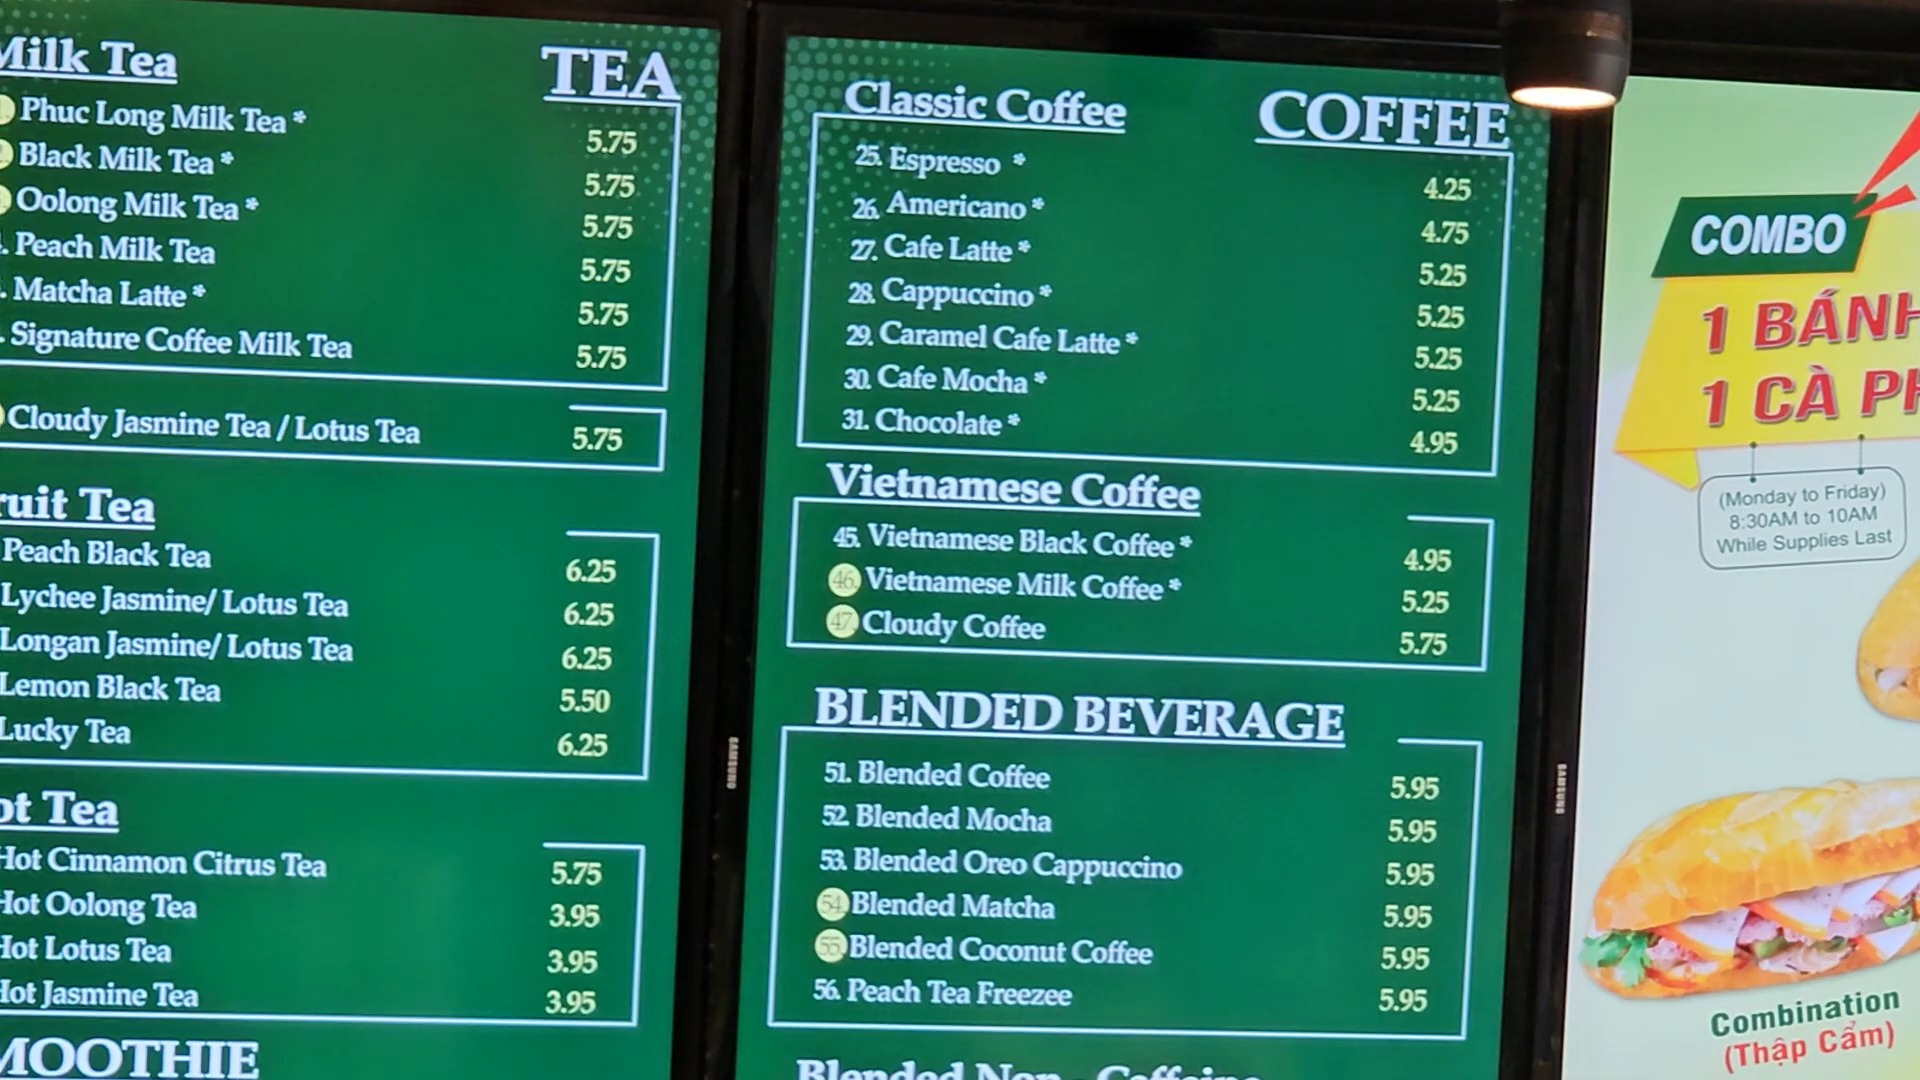 Milk Tea
TEA
Phuc Long Milk Tea * 5.75
Black Milk Tea * 5.75
Oolong Milk Tea * 5.75
Peach Milk Tea 5.75
Matcha Latte * 5.75
Signature Coffee Milk Tea 5.75
Cloudy Jasmine Tea / Lotus Tea 5.75
ruit Tea
Peach Black Tea 6.25
Lychee Jasmine/ Lotus Tea 6.25
Longan Jasmine/ Lotus Tea 6.25
Lemon Black Tea 5.50
Lucky Tea 6.25
ot Tea
Hot Cinnamon Citrus Tea 5.75
Hot Oolong Tea 3.95
Hot Lotus Tea 3.95
Hot Jasmine Tea 3.95
MOOTHIE
SAMSUNG
Classic Coffee
COFFEE
25. Espresso * 4.25
26. Americano * 4.75
27. Cafe Latte * 5.25
28. Cappuccino * 5.25
29. Caramel Cafe Latte * 5.25
30. Cafe Mocha * 5.25
31. Chocolate * 4.95
Vietnamese Coffee
45. Vietnamese Black Coffee * 4.95
46. Vietnamese Milk Coffee * 5.25
47. Cloudy Coffee 5.75
BLENDED BEVERAGE
51. Blended Coffee 5.95
52. Blended Mocha 5.95
53. Blended Oreo Cappuccino 5.95
54. Blended Matcha 5.95
55. Blended Coconut Coffee 5.95
56. Peach Tea Freezee 5.95
Blended Non - Caffeine
SAMSUNG
COMBO
1 BÁNH
1 CÀ PH
(Monday to Friday)
8:30AM to 10AM
While Supplies Last
Combination
(Thập Cẩm)